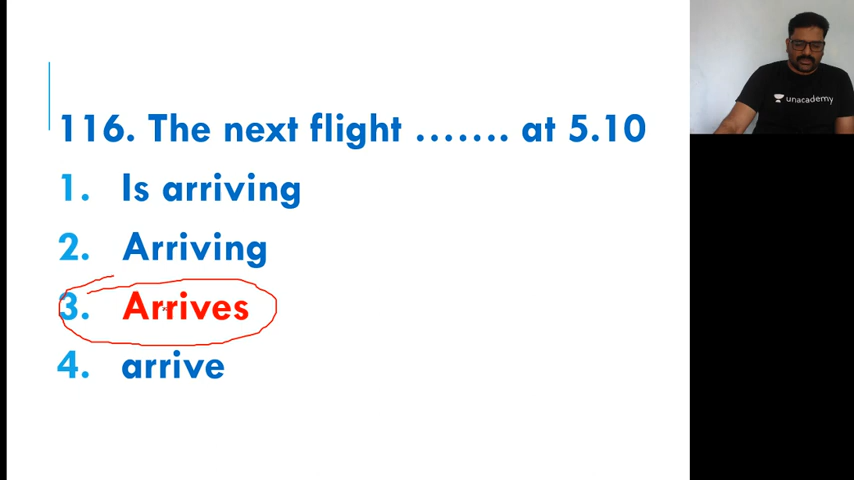 116. The next flight ....... at 5.10
1. Is arriving
2. Arriving
3. Arrives
4. arrive
unacademy